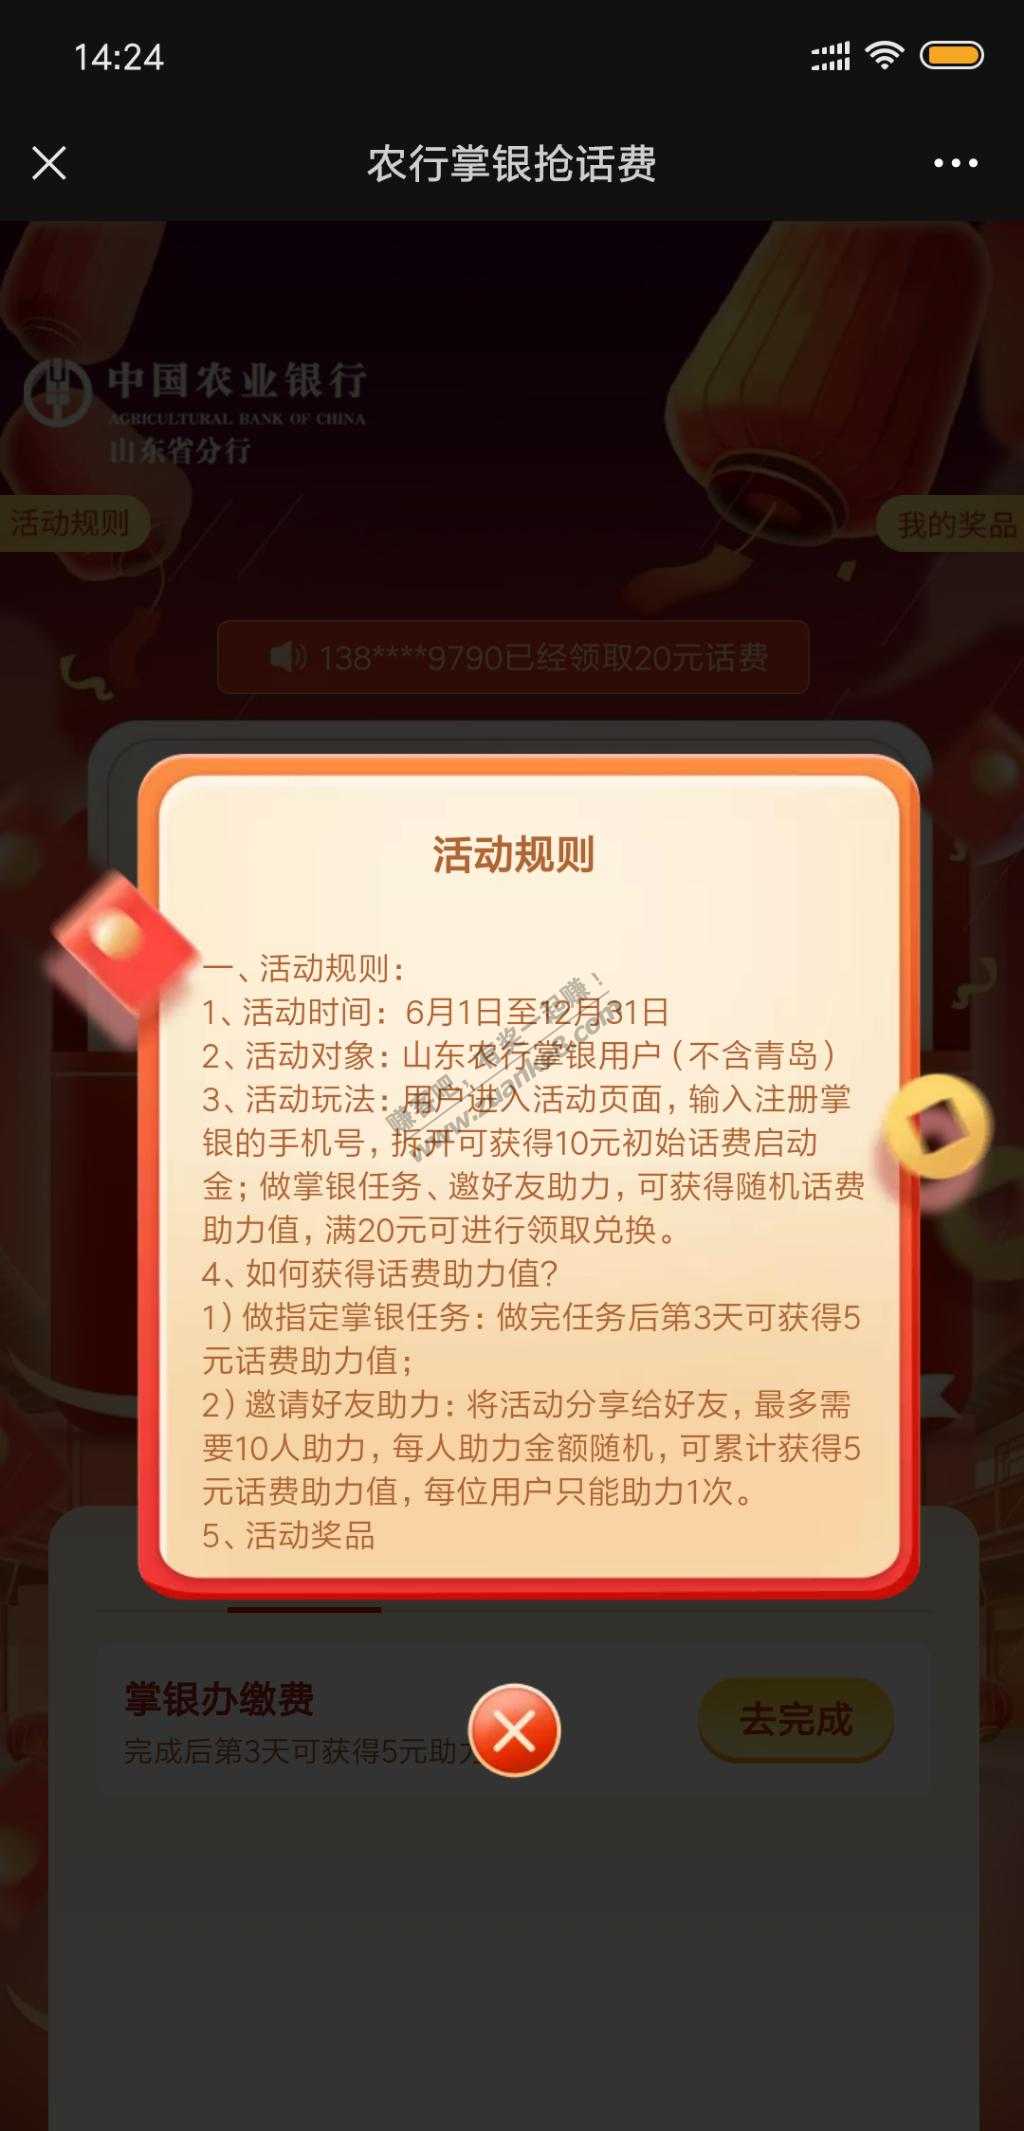 14:24
农行掌银抢话费
中国农业银行
AGRICULTURAL BANK OF CHINA
山东省分行
活动规则
我的奖品
138****9790已经领取20元话费
活动规则
一、活动规则：
1、活动时间：6月1日至12月31日
2、活动对象：山东农行掌银用户（不含青岛）
3、活动玩法：用户进入活动页面，输入注册掌
银的手机号，拆开可获得10元初始话费启动
金；做掌银任务、邀好友助力，可获得随机话费
助力值，满20元可进行领取兑换。
4、如何获得话费助力值？
1）做指定掌银任务：做完任务后第3天可获得5
元话费助力值；
2）邀请好友助力：将活动分享给好友，最多需
要10人助力，每人助力金额随机，可累计获得5
元话费助力值，每位用户只能助力1次。
5、活动奖品
赚客吧，有奖一起赚！
www.zuanke8.com
掌银办缴费
完成后第3天可获得5元助力
去完成